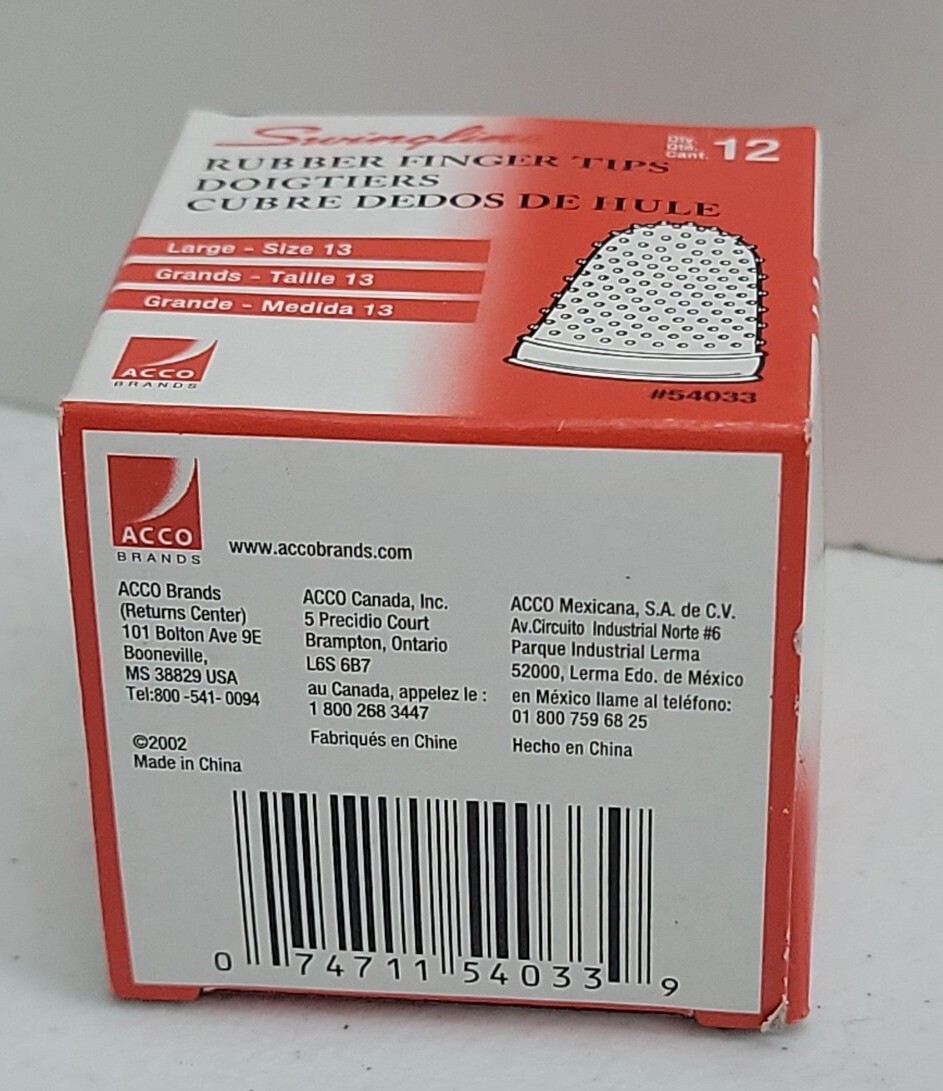 Swingline
Qty.
Qté.
Cant.
12
RUBBER FINGER TIPS
DOIGTIERS
CUBRE DEDOS DE HULE
Large - Size 13
Grands - Taille 13
Grande - Medida 13
ACCO
BRANDS
#54033
ACCO
BRANDS
www.accobrands.com
ACCO Brands
(Returns Center)
101 Bolton Ave 9E
Booneville,
MS 38829 USA
Tel:800-541-0094
©2002
Made in China
ACCO Canada, Inc.
5 Precidio Court
Brampton, Ontario
L6S 6B7
au Canada, appelez le :
1 800 268 3447
Fabriqués en Chine
ACCO Mexicana, S.A. de C.V.
Av.Circuito Industrial Norte #6
Parque Industrial Lerma
52000, Lerma Edo. de México
en México llame al teléfono:
01 800 759 68 25
Hecho en China
0 74711 54033 9